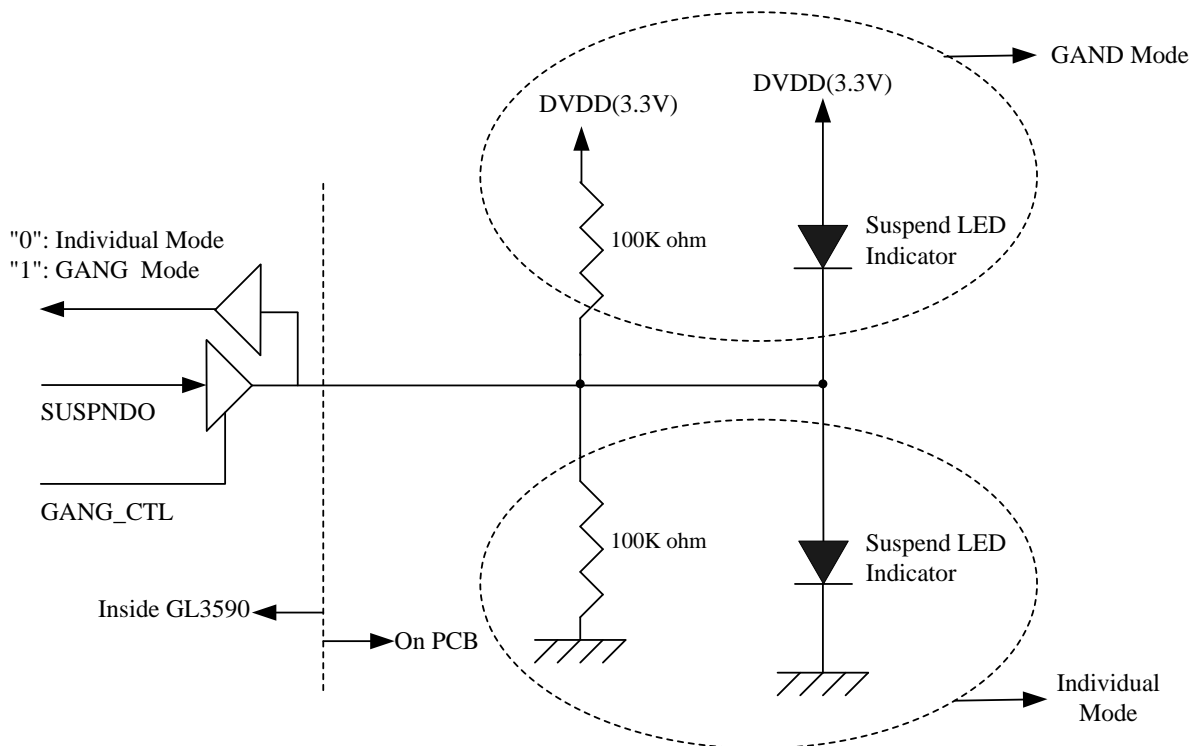 GAND Mode
DVDD(3.3V)
DVDD(3.3V)
"0": Individual Mode
"1": GANG Mode
100K ohm
Suspend LED
Indicator
SUSPNDO
GANG_CTL
100K ohm
Suspend LED
Indicator
Inside GL3590
On PCB
Individual
Mode